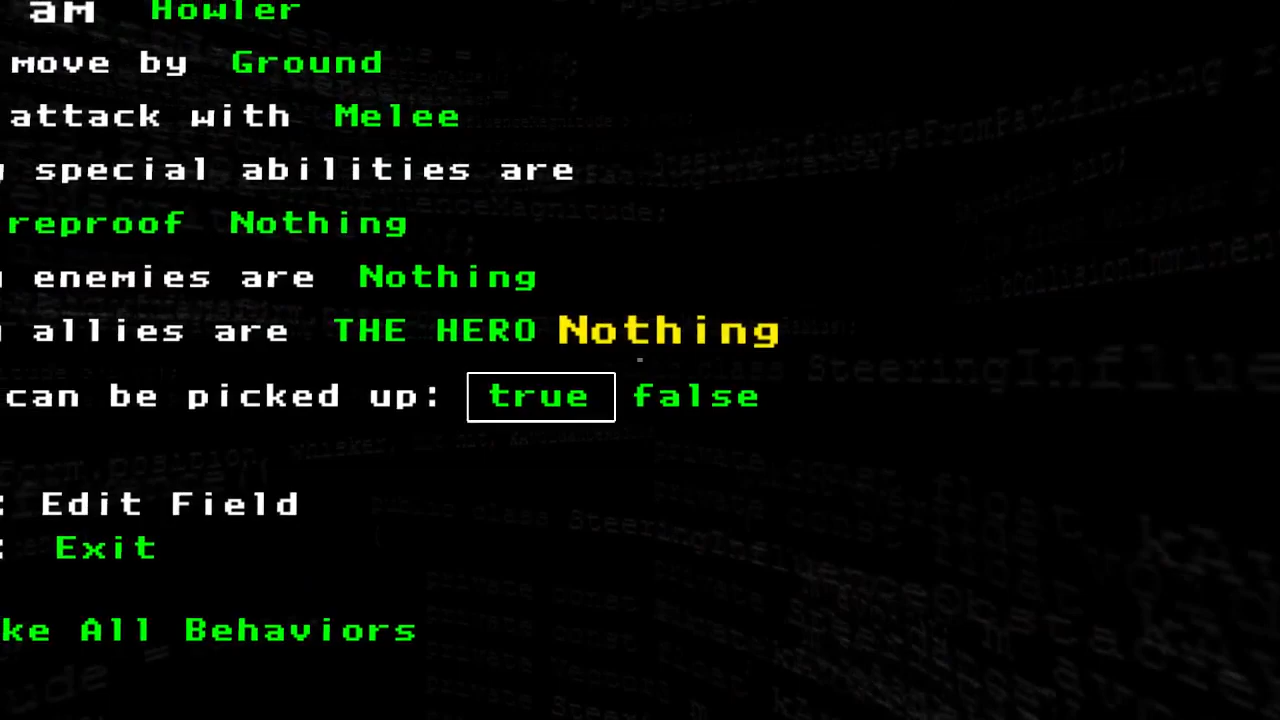 am Howler
move by Ground
attack with Melee
special abilities are
reproof Nothing
enemies are Nothing
allies are THE HERO Nothing
can be picked up: true false
: Edit Field
: Exit
ke All Behaviors